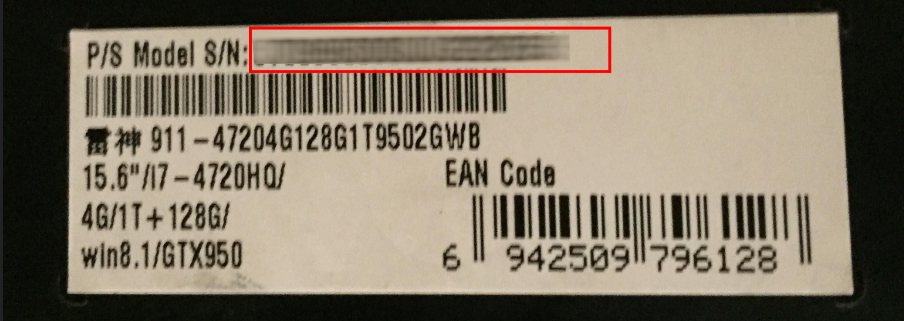 P/S Model S/N:
雷神 911-47204G128G1T9502GWB
15.6"/I7-4720HQ/
EAN Code
4G/1T+128G/
win8.1/GTX950
6 942509 796128